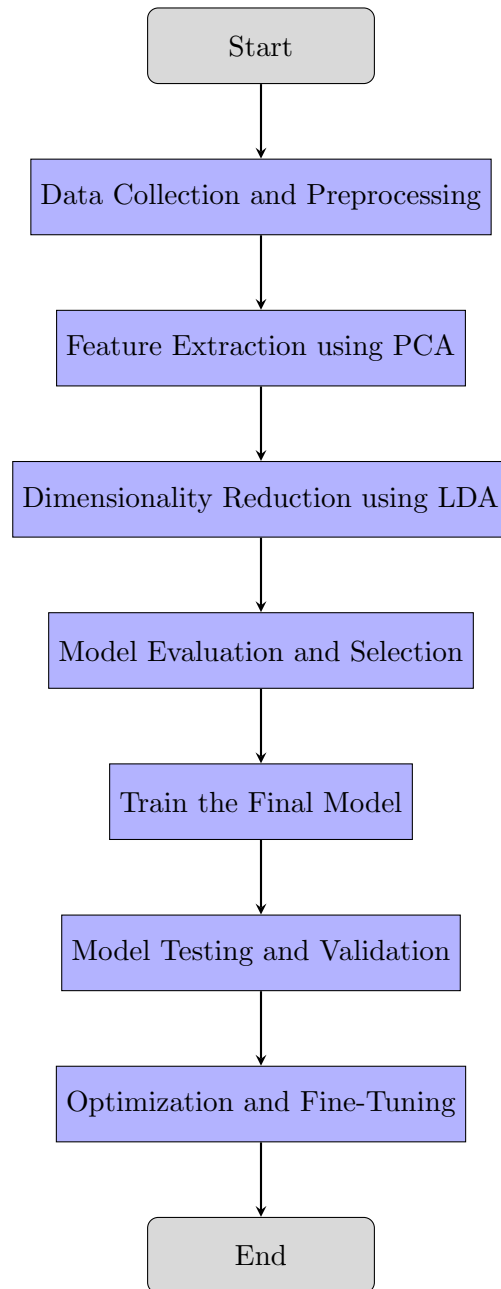 Start
Data Collection and Preprocessing
Feature Extraction using PCA
Dimensionality Reduction using LDA
Model Evaluation and Selection
Train the Final Model
Model Testing and Validation
Optimization and Fine-Tuning
End